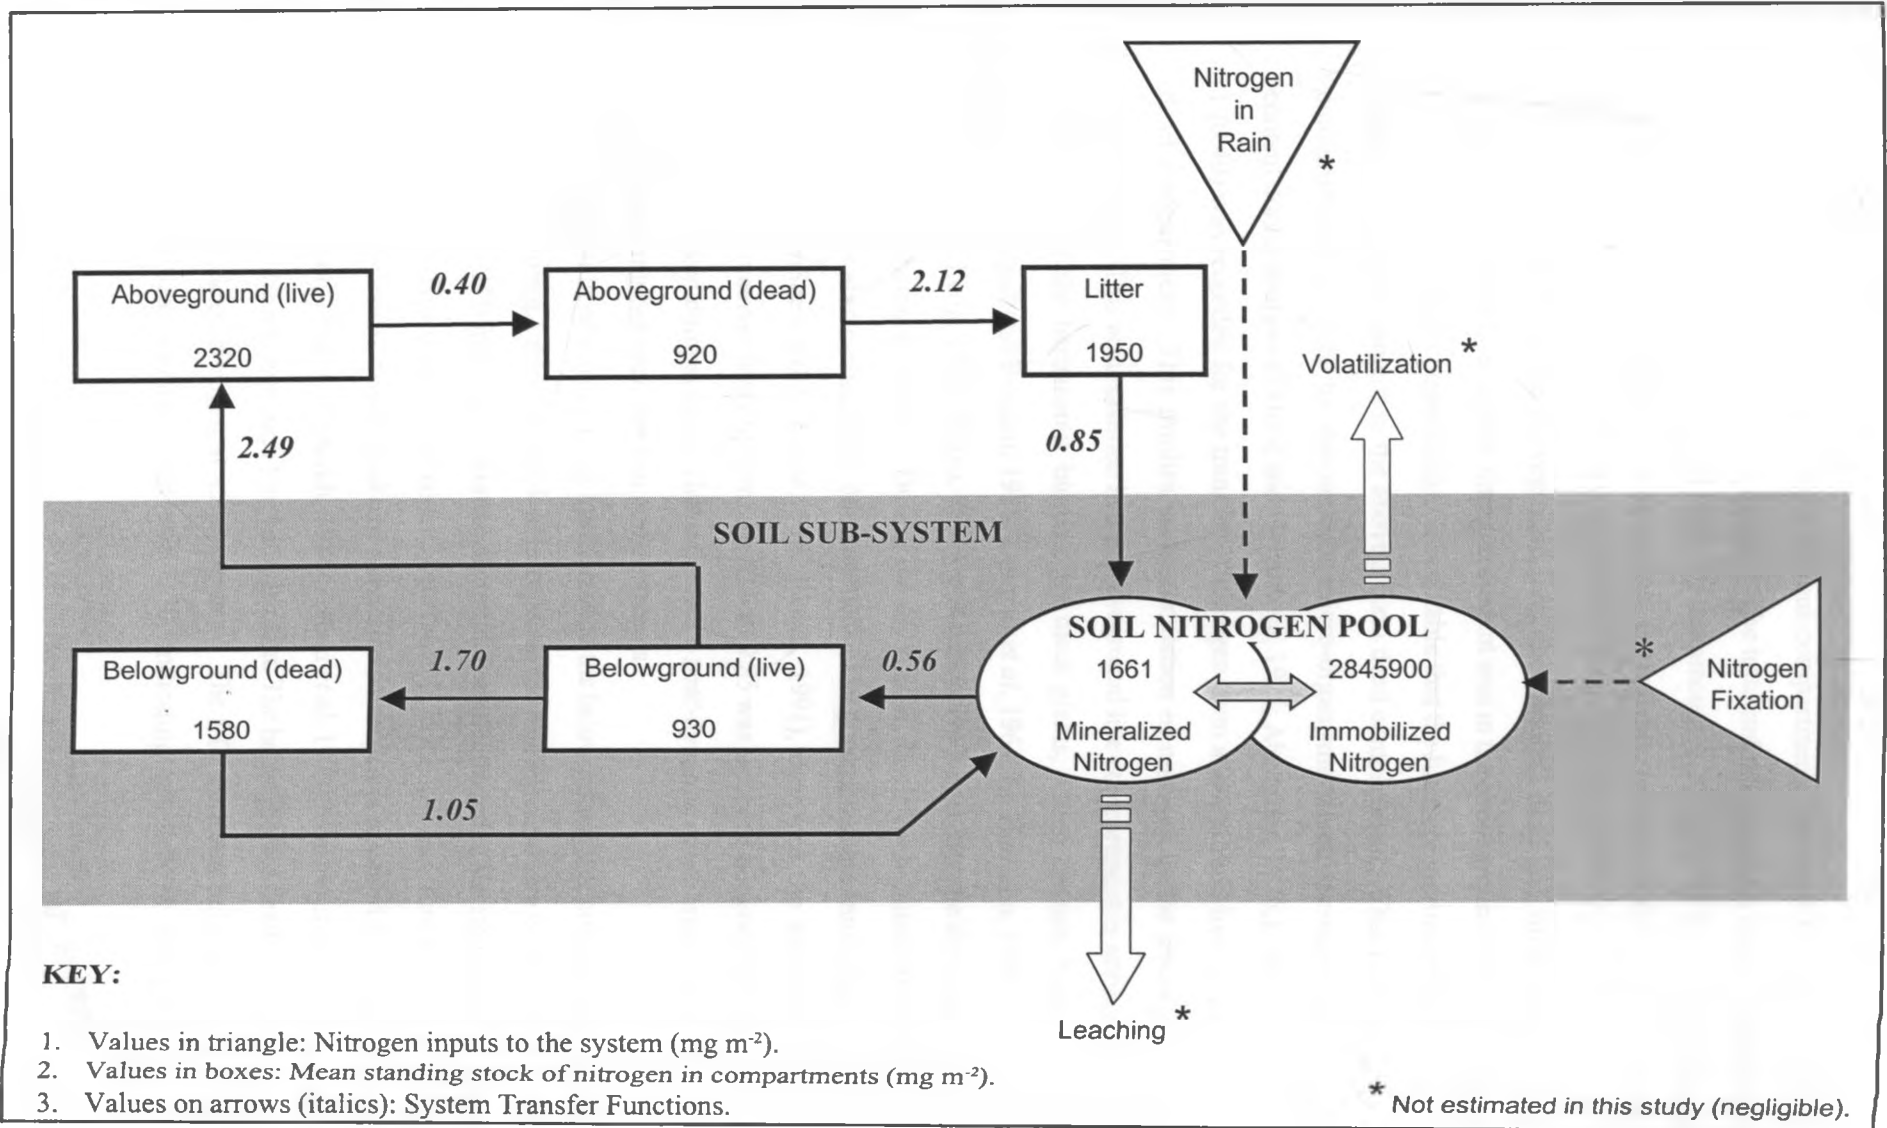 Nitrogen
in
Rain
*
Aboveground (live)
2320
0.40
Aboveground (dead)
920
2.12
Litter
1950
Volatilization *
2.49
0.85
SOIL SUB-SYSTEM
SOIL NITROGEN POOL
1661
2845900
Mineralized
Nitrogen
Immobilized
Nitrogen
*
Nitrogen
Fixation
Belowground (dead)
1580
1.70
Belowground (live)
930
0.56
1.05
Leaching *
KEY:
1. Values in triangle: Nitrogen inputs to the system (mg m⁻²).
2. Values in boxes: Mean standing stock of nitrogen in compartments (mg m⁻²).
3. Values on arrows (italics): System Transfer Functions.
* Not estimated in this study (negligible).